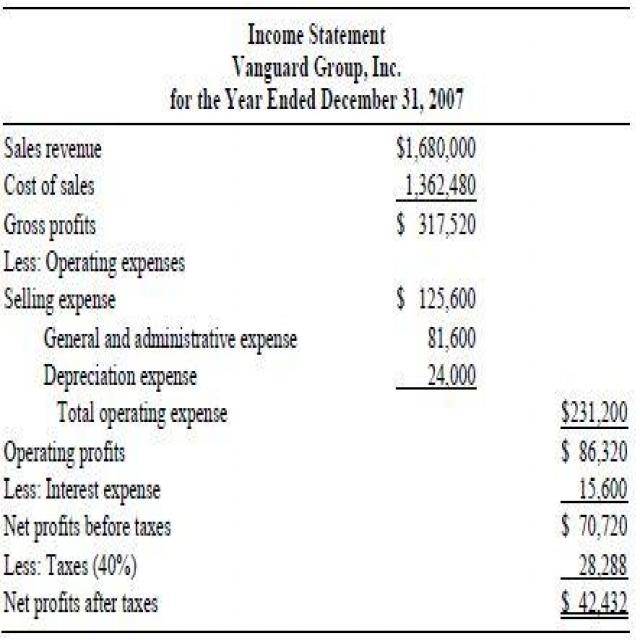 Income Statement
Vanguard Group, Inc.
for the Year Ended December 31, 2007
Sales revenue $1,680,000
Cost of sales 1,362,480
Gross profits $ 317,520
Less: Operating expenses
Selling expense $ 125,600
General and administrative expense 81,600
Depreciation expense 24,000
Total operating expense $231,200
Operating profits $ 86,320
Less: Interest expense 15,600
Net profits before taxes $ 70,720
Less: Taxes (40%) 28,288
Net profits after taxes $ 42,432